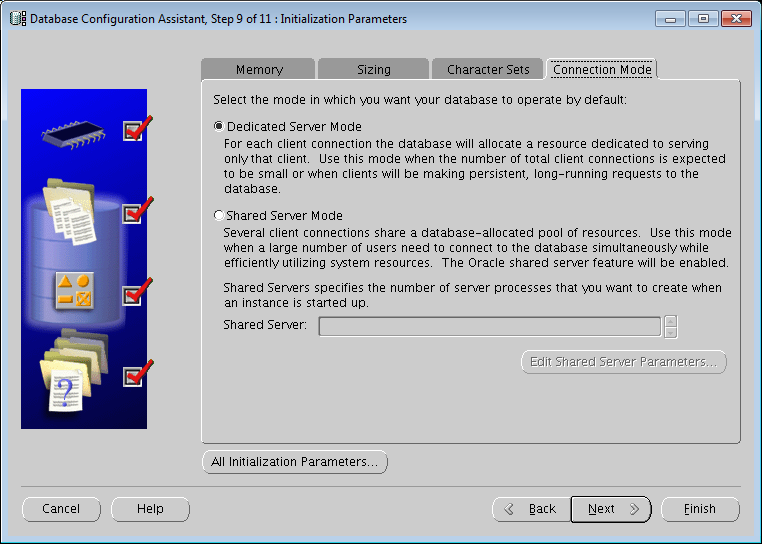 Database Configuration Assistant, Step 9 of 11 : Initialization Parameters
Memory
Sizing
Character Sets
Connection Mode
Select the mode in which you want your database to operate by default:
Dedicated Server Mode
For each client connection the database will allocate a resource dedicated to serving
only that client. Use this mode when the number of total client connections is expected
to be small or when clients will be making persistent, long-running requests to the
database.
Shared Server Mode
Several client connections share a database-allocated pool of resources. Use this mode
when a large number of users need to connect to the database simultaneously while
efficiently utilizing system resources. The Oracle shared server feature will be enabled.
Shared Servers specifies the number of server processes that you want to create when
an instance is started up.
Shared Server:
Edit Shared Server Parameters...
?
All Initialization Parameters...
Cancel
Help
Back
Next
Finish